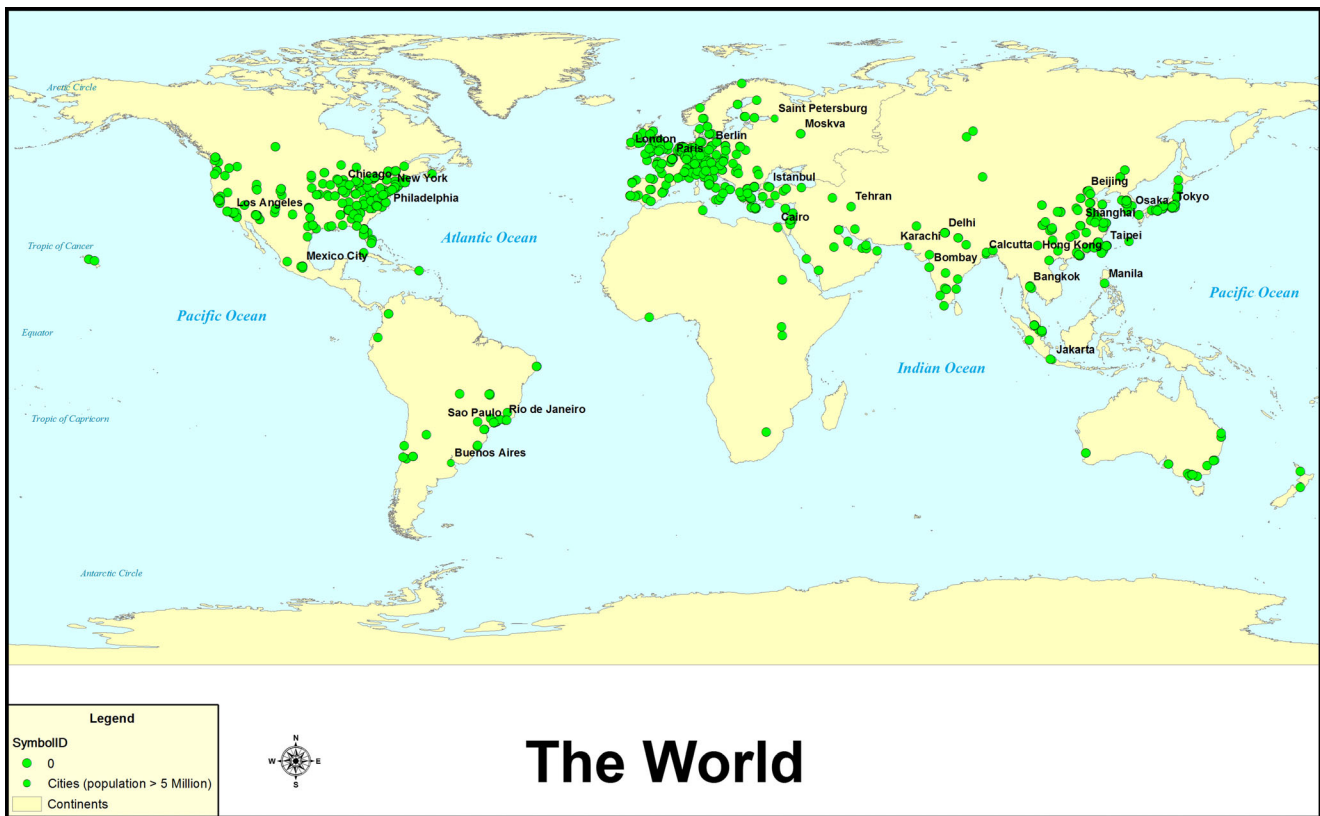 Arctic Circle
Saint Petersburg
Moskva
London
Berlin
Paris
Chicago
New York
Istanbul
Beijing
Philadelphia
Tehran
Osaka
Tokyo
Los Angeles
Cairo
Shanghai
Atlantic Ocean
Karachi
Delhi
Taipei
Tropic of Cancer
Calcutta
Hong Kong
Mexico City
Bombay
Bangkok
Manila
Pacific Ocean
Pacific Ocean
Equator
Jakarta
Indian Ocean
Tropic of Capricorn
Sao Paulo
Rio de Janeiro
Buenos Aires
Antarctic Circle
Legend
SymbolID
0
Cities (population > 5 Million)
Continents
N
W
E
S
The World